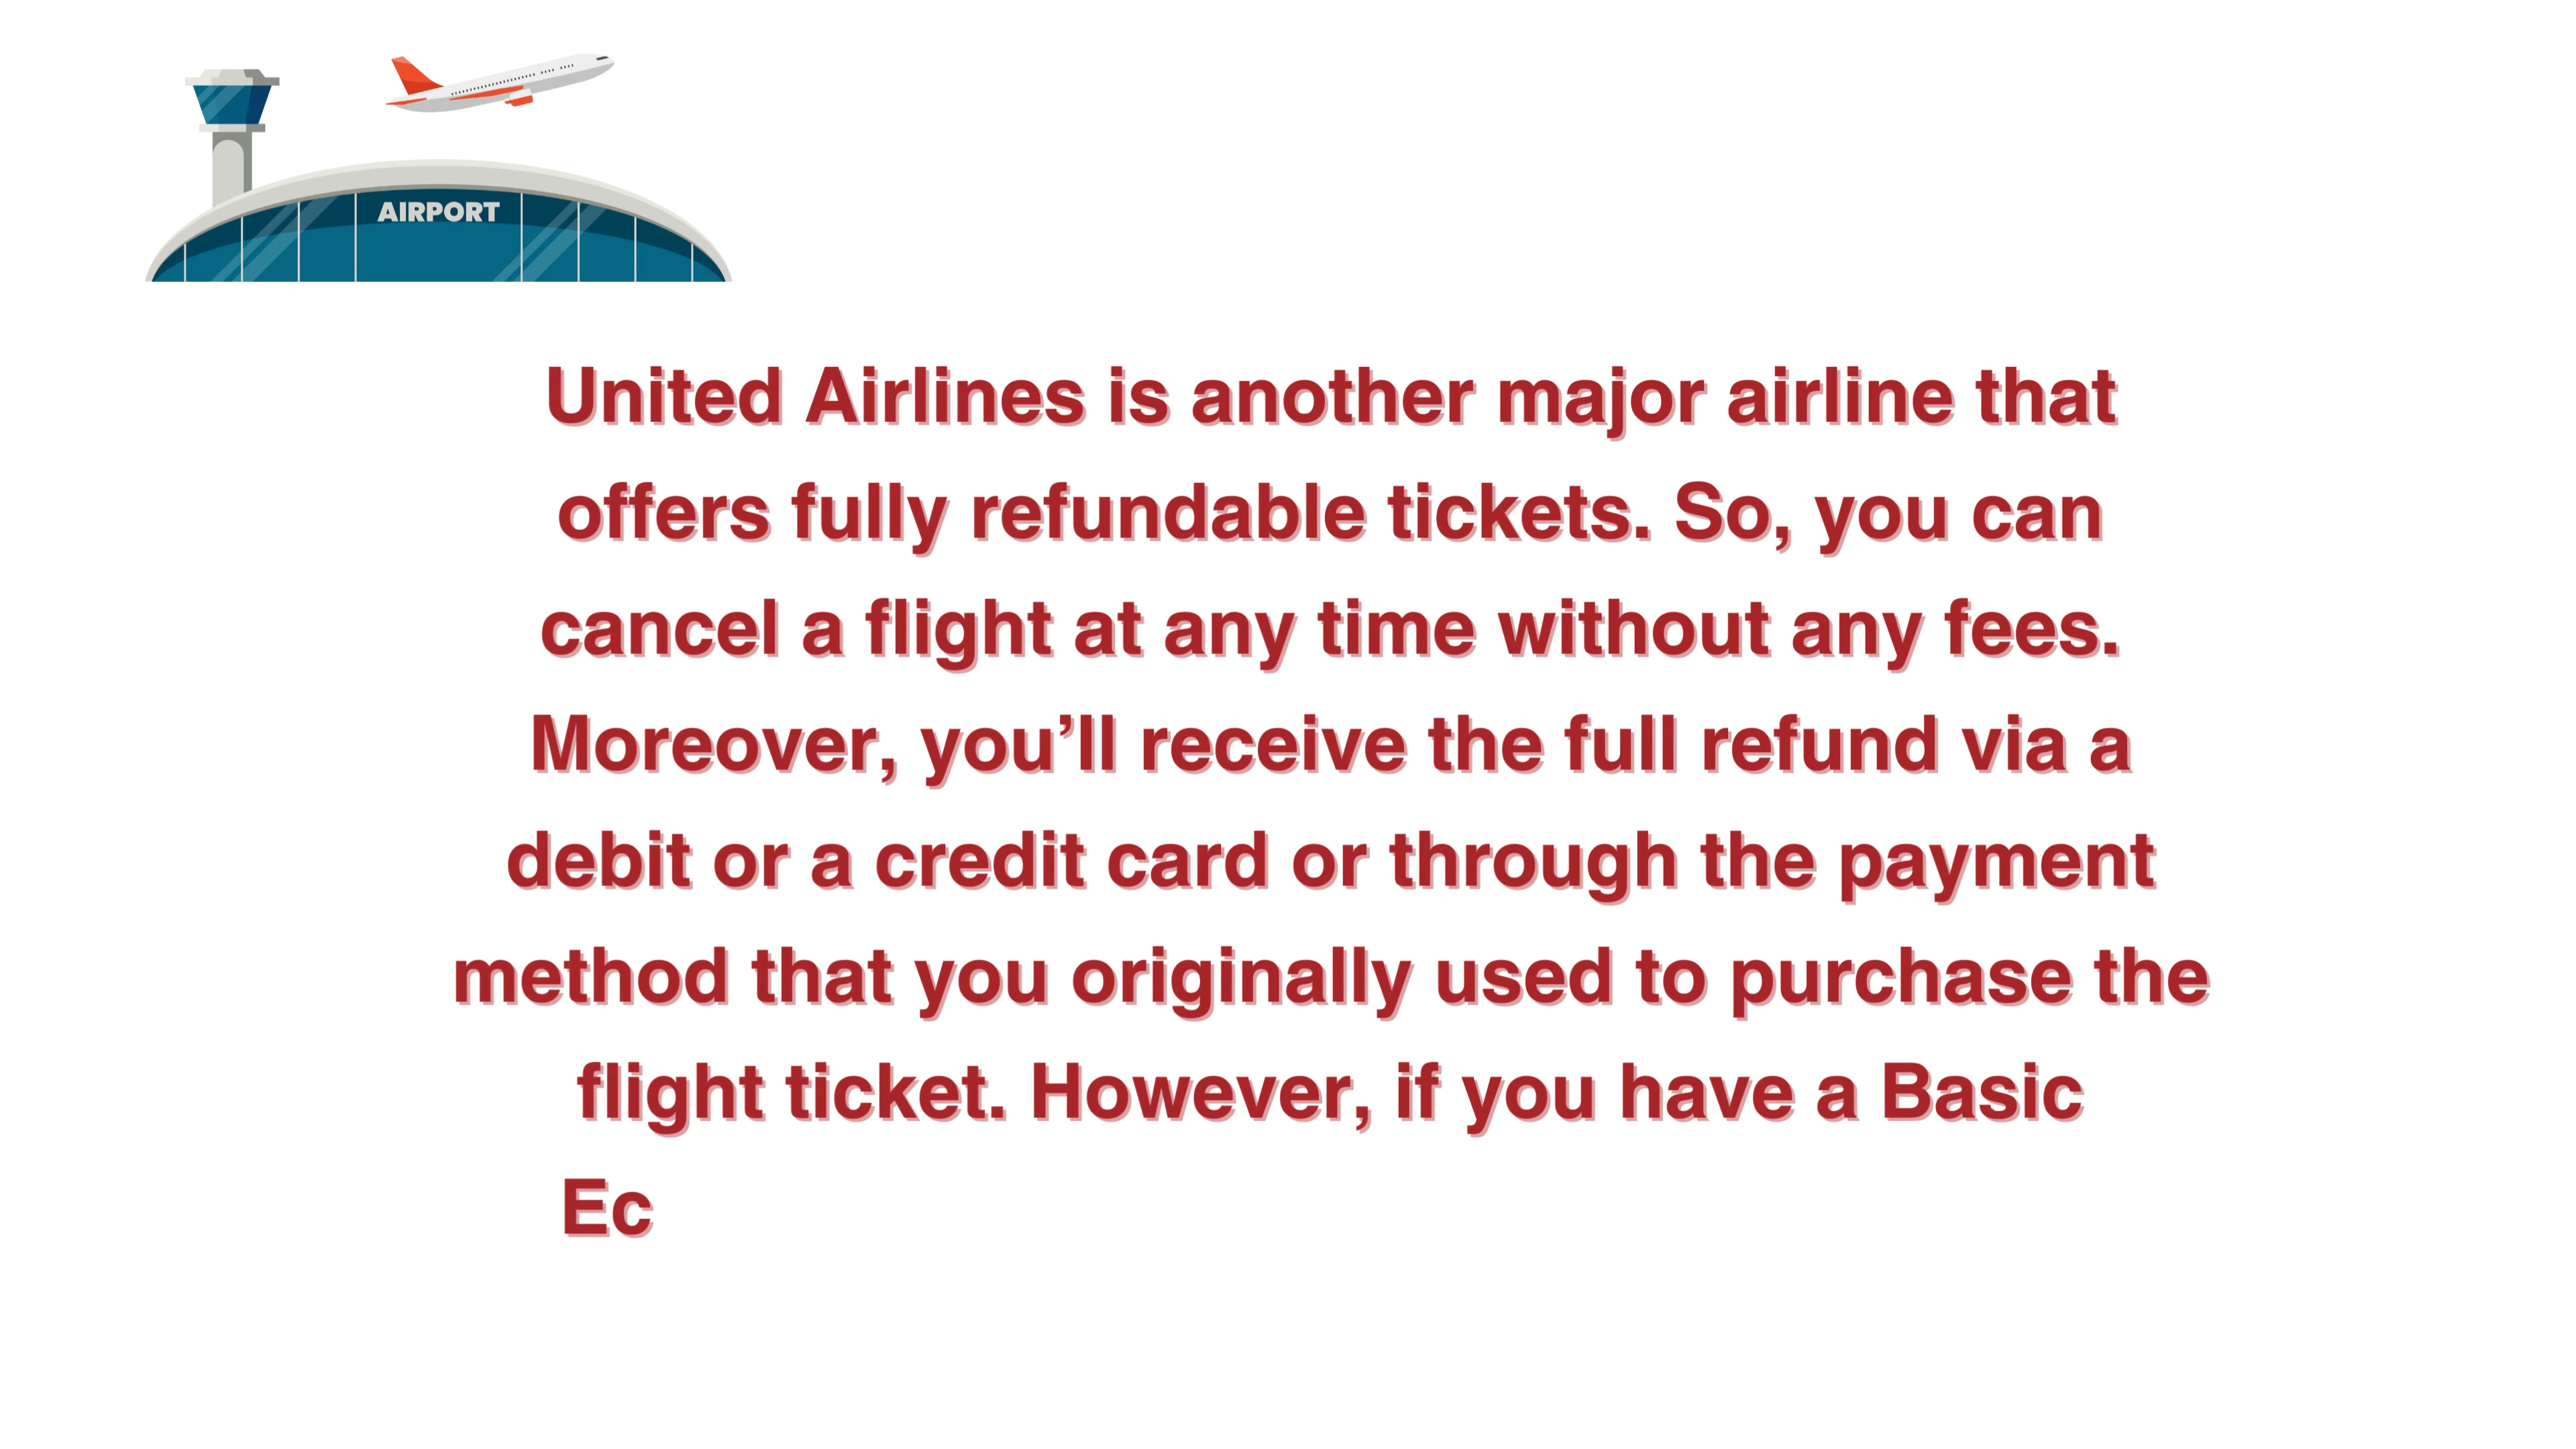 AIRPORT
United Airlines is another major airline that
offers fully refundable tickets. So, you can
cancel a flight at any time without any fees.
Moreover, you’ll receive the full refund via a
debit or a credit card or through the payment
method that you originally used to purchase the
flight ticket. However, if you have a Basic
Ec